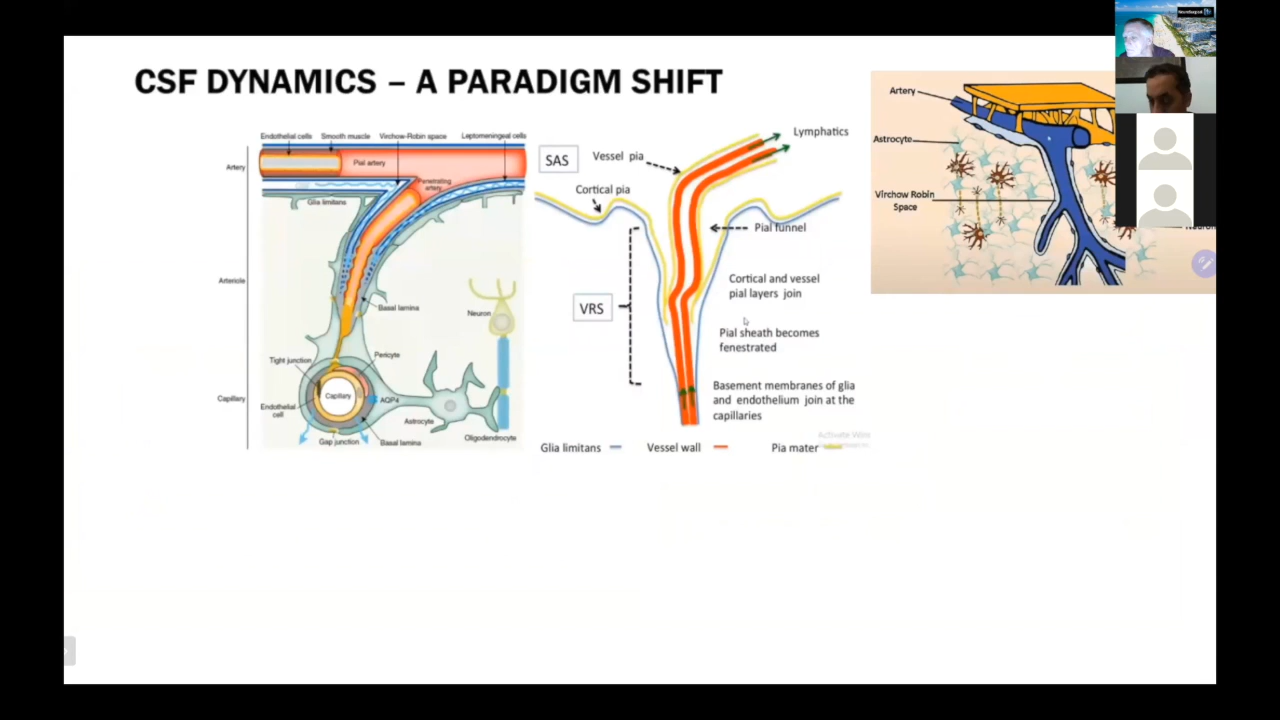 CSF DYNAMICS – A PARADIGM SHIFT
Endothelial cells
Smooth muscle
Virchow-Robin space
Leptomeningeal cells
Artery
Pial artery
Penetrating
artery
Glia limitans
Arteriole
Basal lamina
Neuron
Tight junction
Pericyte
Capillary
Capillary
AQP4
Endothelial
cell
Astrocyte
Gap junction
Basal lamina
Oligodendrocyte
SAS
Vessel pia
Lymphatics
Cortical pia
Pial funnel
Cortical and vessel
pial layers join
VRS
Pial sheath becomes
fenestrated
Basement membranes of glia
and endothelium join at the
capillaries
Glia limitans
Vessel wall
Pia mater
Artery
Astrocyte
Virchow Robin
Space